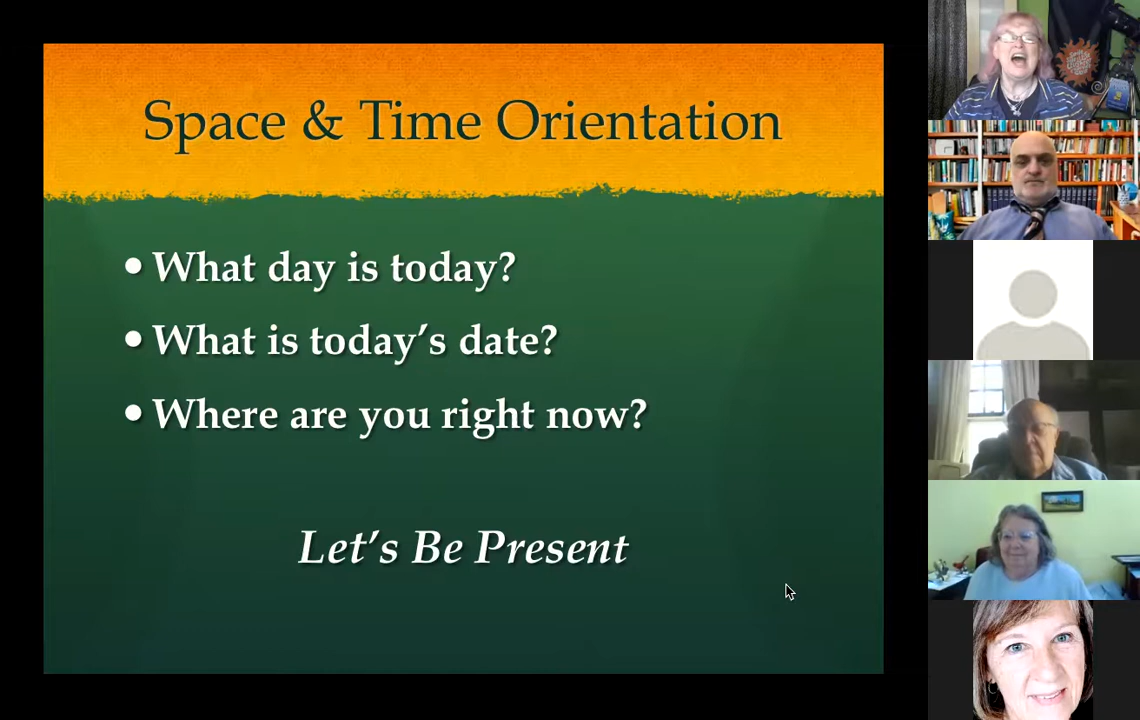 Space & Time Orientation
• What day is today?
• What is today’s date?
• Where are you right now?
Let’s Be Present